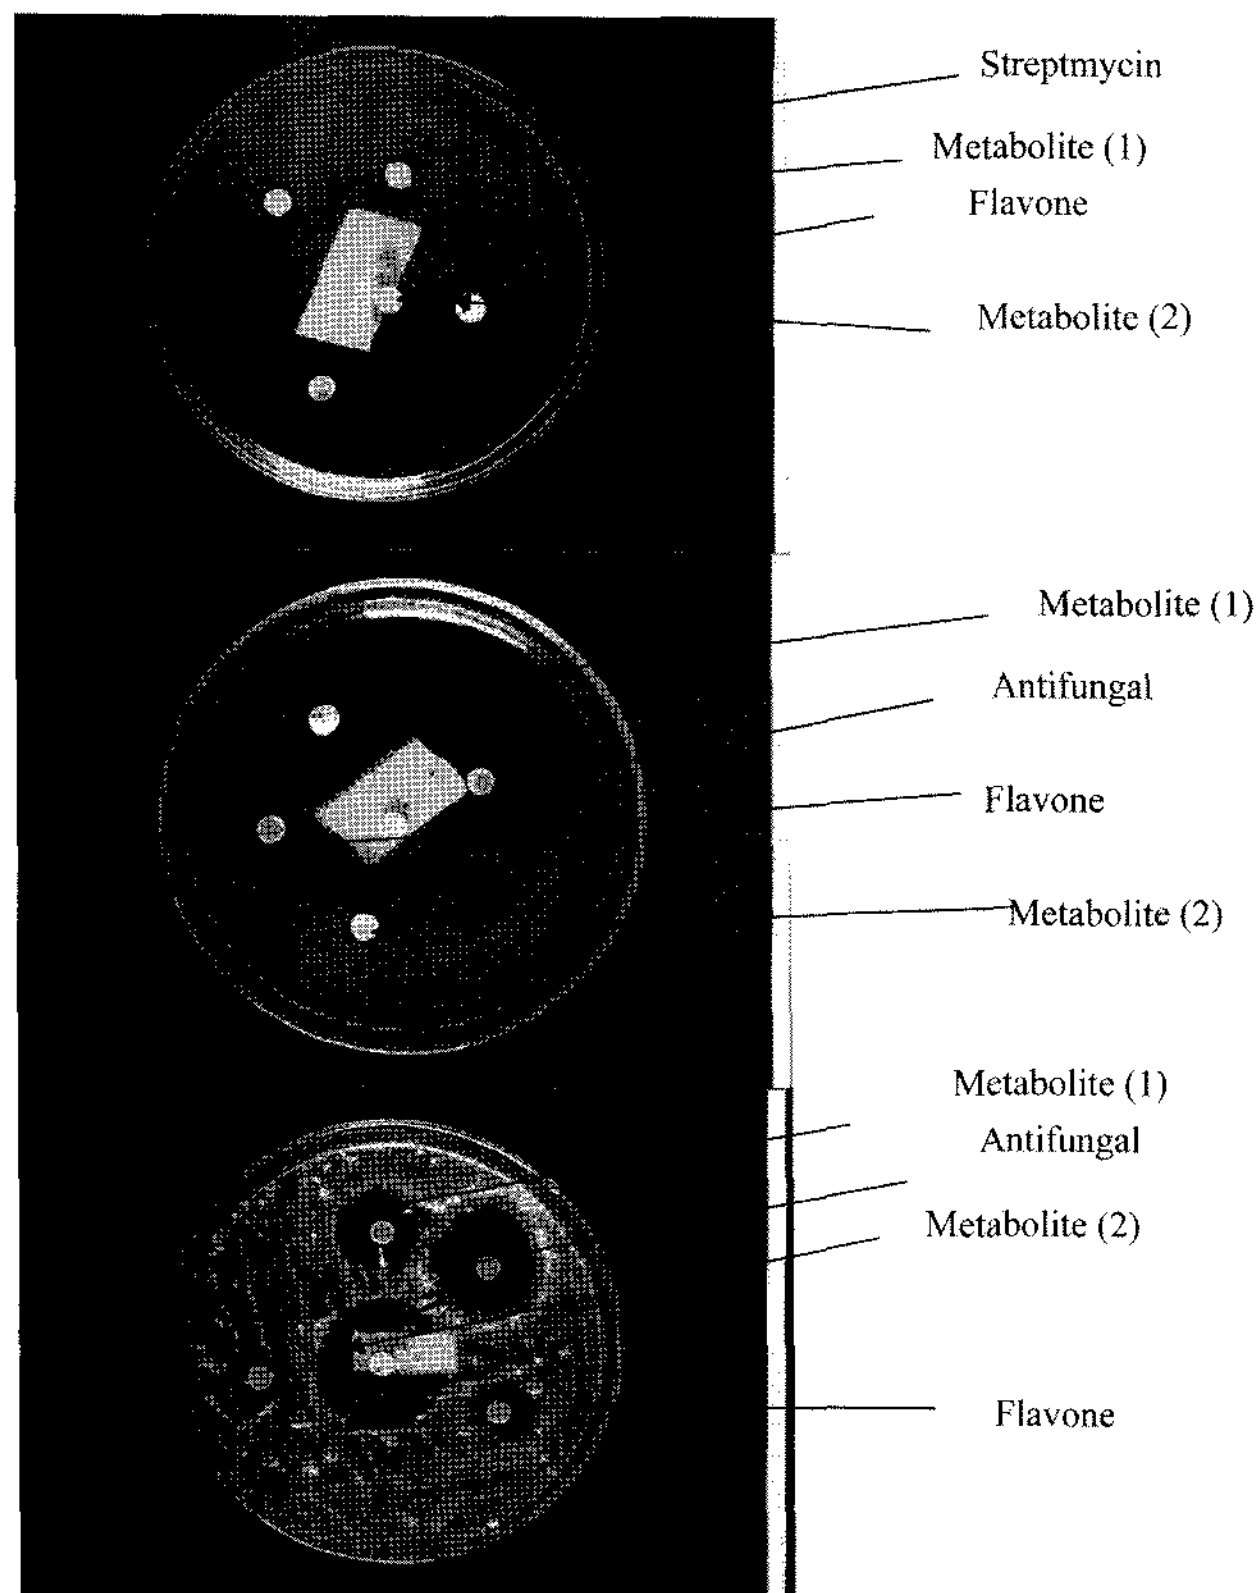 Streptmycin
Metabolite (1)
Flavone
Metabolite (2)
Metabolite (1)
Antifungal
Flavone
Metabolite (2)
Metabolite (1)
Antifungal
Metabolite (2)
Flavone